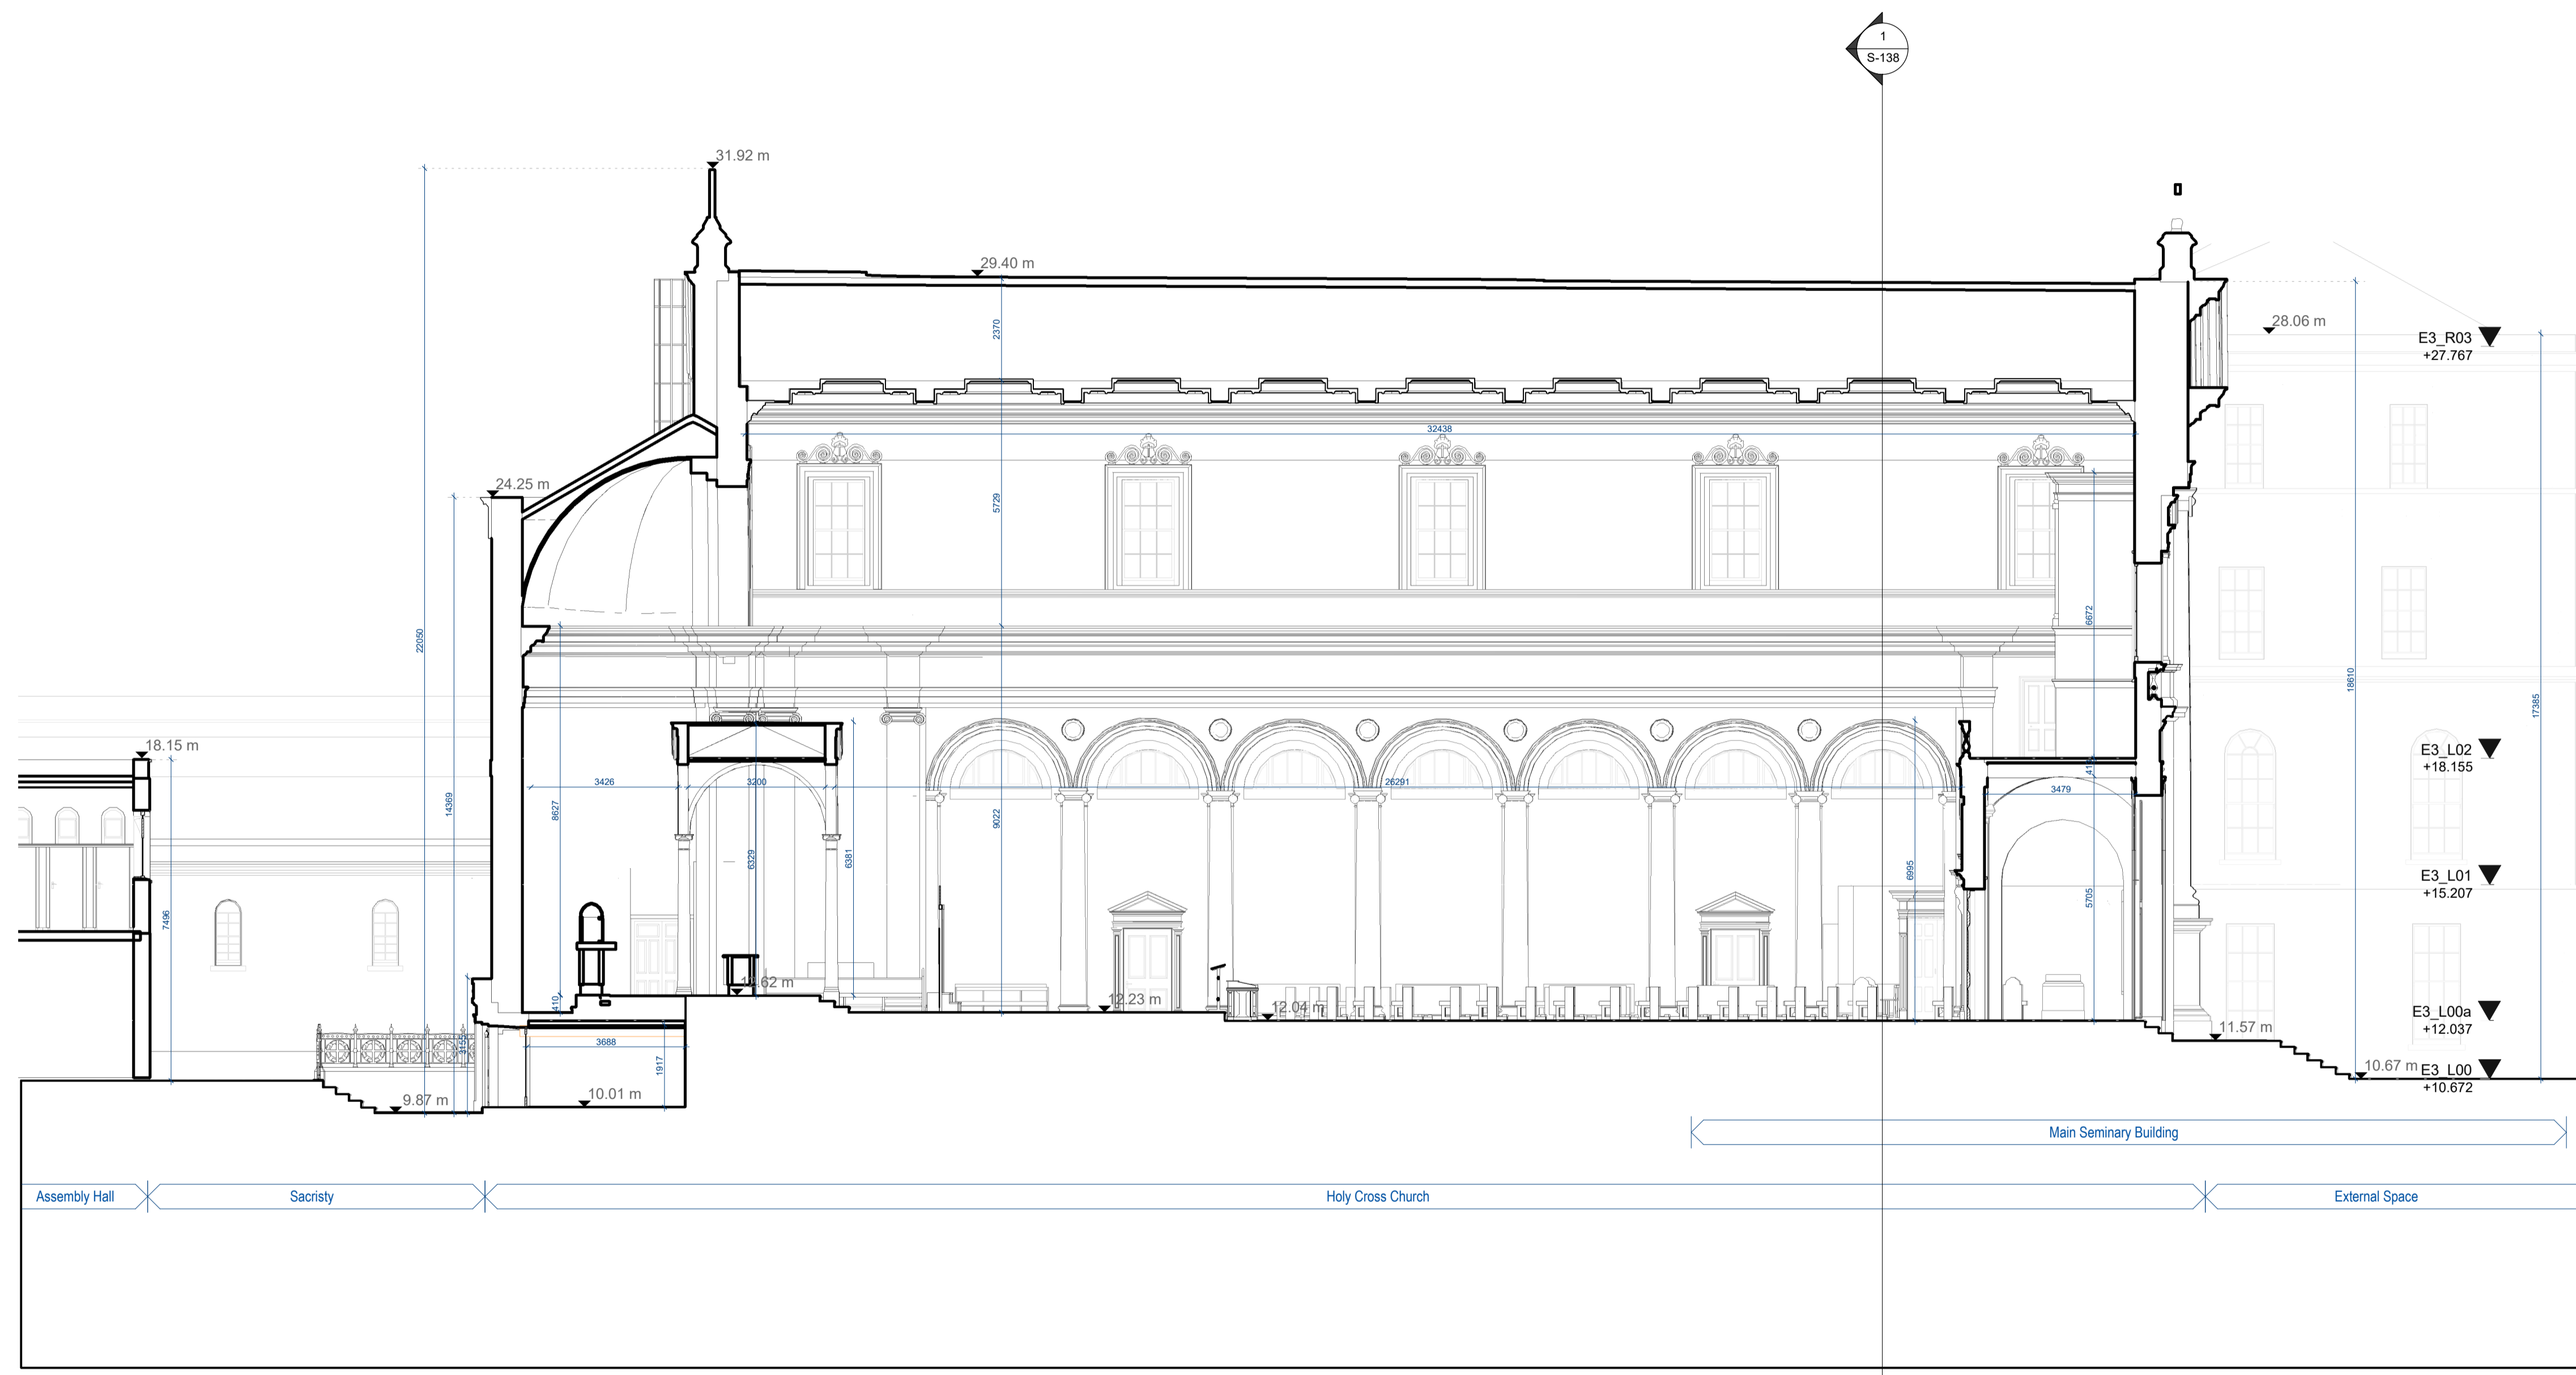 1
S-138
31.92 m
29.40 m
28.06 m
E3_R03
+27.767
2370
32438
24.25 m
5729
22050
6672
18610
17385
18.15 m
E3_L02
+18.155
3426
3200
26291
3479
14369
8627
9022
6329
6381
6995
5705
E3_L01
+15.207
7496
410
12.23 m
12.04 m
E3_L00a
+12.037
11.57 m
3155
3688
1917
10.67 m
E3_L00
+10.672
9.87 m
10.01 m
Main Seminary Building
Assembly Hall
Sacristy
Holy Cross Church
External Space